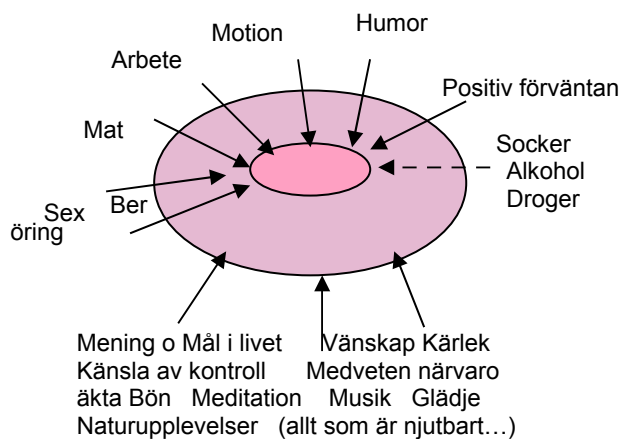 Humor
Motion
Arbete
Positiv förväntan
Mat
Socker
Alkohol
Droger
Sex
Ber
öring
Mening o Mål i livet Vänskap Kärlek
Känsla av kontroll Medveten närvaro
äkta Bön Meditation Musik Glädje
Naturupplevelser (allt som är njutbart…)